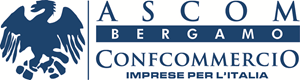 ASCOM
BERGAMO
CONFCOMMERCIO
IMPRESE PER L'ITALIA